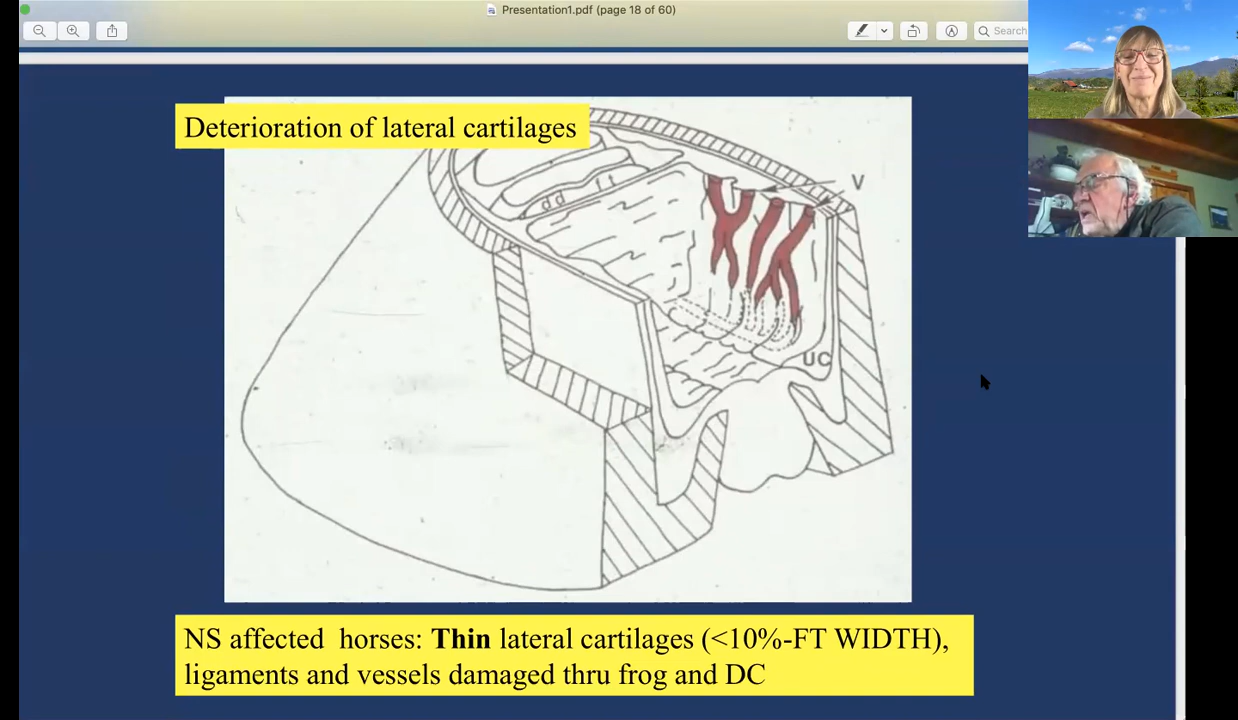 Presentation1.pdf (page 18 of 60)
Search
Deterioration of lateral cartilages
V
UC
NS affected horses: Thin lateral cartilages (<10%-FT WIDTH),
ligaments and vessels damaged thru frog and DC